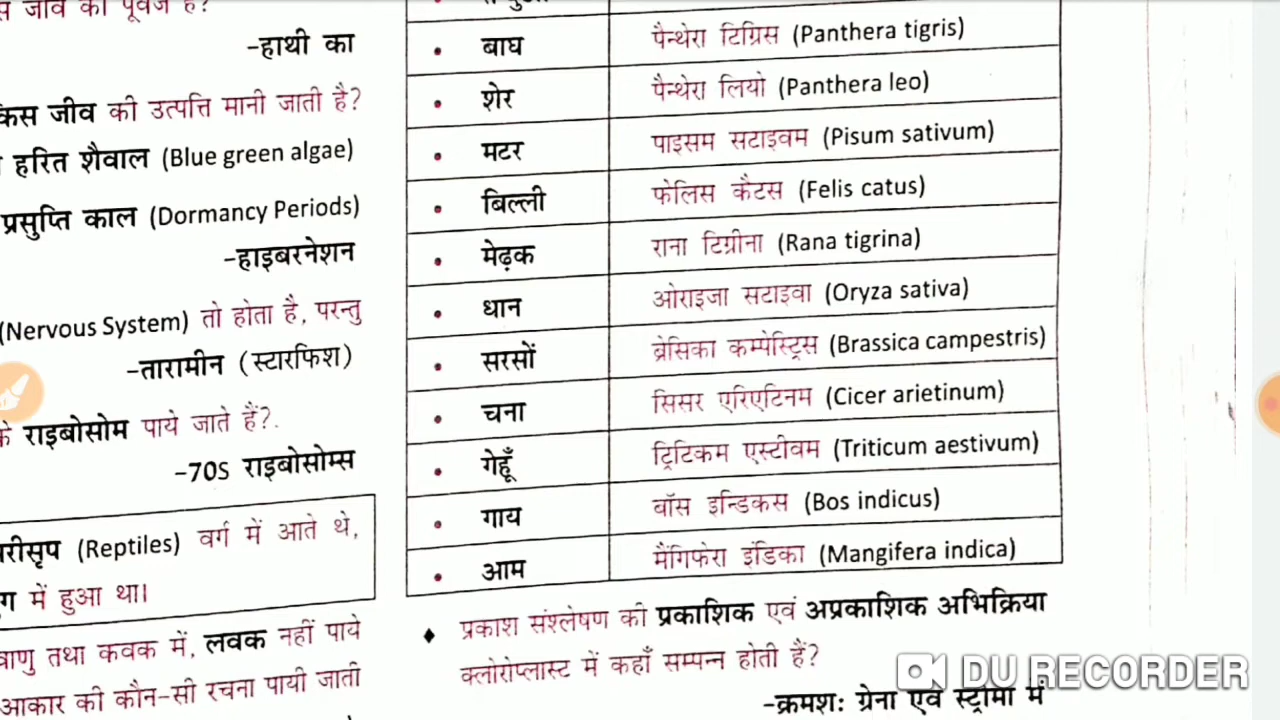 जीव का पूर्वज है?
-हाथी का
किस जीव की उत्पत्ति मानी जाती है?
हरित शैवाल (Blue green algae)
प्रसुप्ति काल (Dormancy Periods)
-हाइबरनेशन
(Nervous System) तो होता है, परन्तु
-तारामीन (स्टारफिश)
के राइबोसोम पाये जाते हैं?.
-70S राइबोसोम्स
(Reptiles) वर्ग में आते थे,
में हुआ था।
तथा कवक में, लवक नहीं पाये
आकार की कौन-सी रचना पायी जाती
• बाघ पैन्थेरा टिग्रिस (Panthera tigris)
• शेर पैन्थेरा लियो (Panthera leo)
• मटर पाइसम सटाइवम (Pisum sativum)
• बिल्ली फेलिस कैटस (Felis catus)
• मेढ़क राना टिग्रीना (Rana tigrina)
• धान ओराइजा सटाइवा (Oryza sativa)
• सरसों ब्रेसिका कम्पेस्ट्रिस (Brassica campestris)
• चना सिसर एरिएटिनम (Cicer arietinum)
• गेहूँ ट्रिटिकम एस्टीवम (Triticum aestivum)
• गाय बॉस इन्डिकस (Bos indicus)
• आम मैंगिफेरा इंडिका (Mangifera indica)
♦ प्रकाश संश्लेषण की प्रकाशिक एवं अप्रकाशिक अभिक्रिया
क्लोरोप्लास्ट में कहाँ सम्पन्न होती हैं?
-क्रमशः ग्रेना एवं स्ट्रोमा में
DU RECORDER